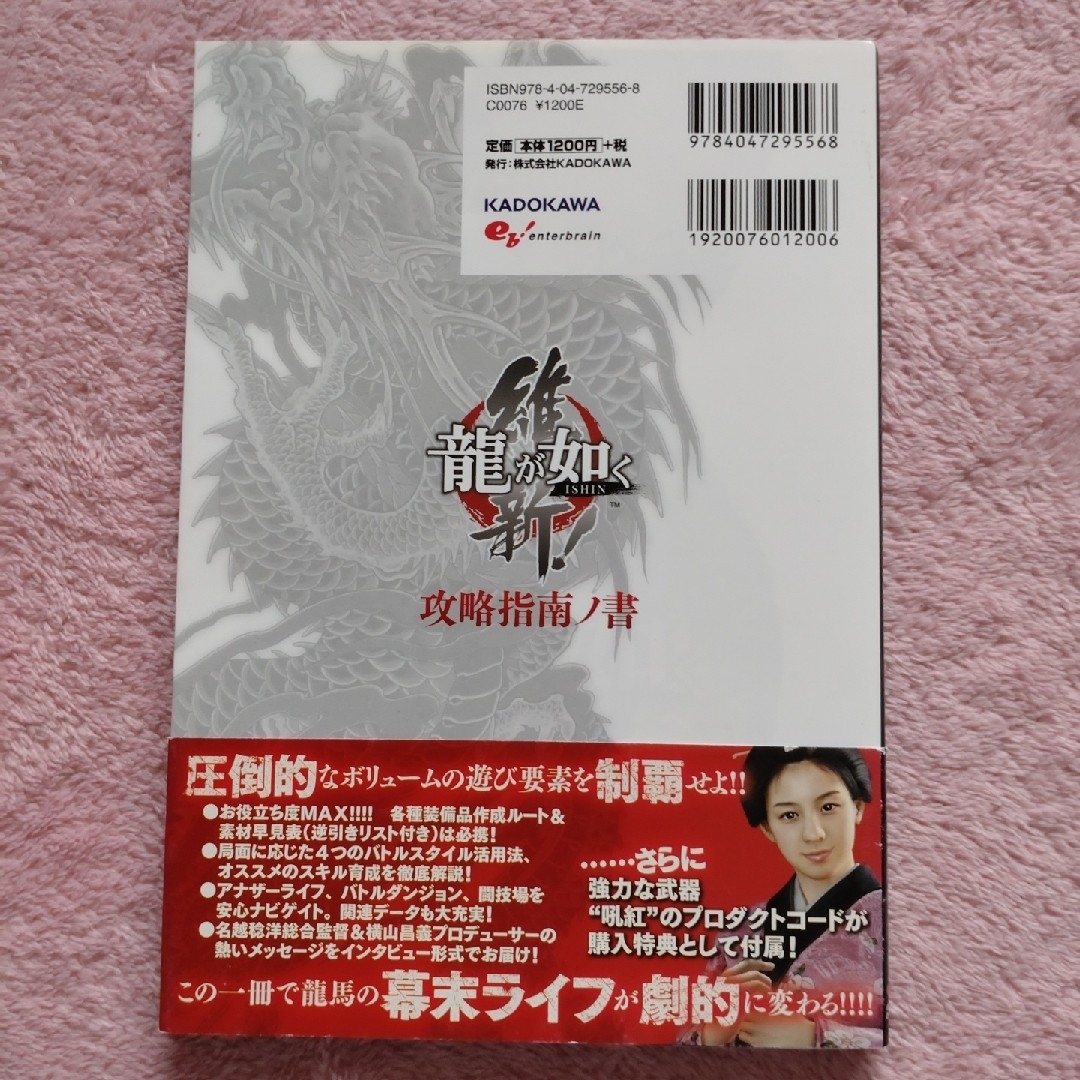 ISBN978-4-04-729556-8
C0076 ¥1200E
定価 本体1200円 +税
発行：株式会社KADOKAWA
KADOKAWA
eb! enterbrain
9784047295568
1920076012006
維新！
龍が如く
ISHIN
TM
攻略指南ノ書
圧倒的なボリュームの遊び要素を制覇せよ!!
●お役立ち度MAX!!!! 各種装備品作成ルート＆
素材早見表（逆引きリスト付き）は必携！
●局面に応じた4つのバトルスタイル活用法、
オススメのスキル育成を徹底解説！
●アナザーライフ、バトルダンジョン、闘技場を
安心ナビゲイト。関連データも大充実！
●名越稔洋総合監督＆横山昌義プロデューサーの
熱いメッセージをインタビュー形式でお届け！
……さらに
強力な武器
“吼紅”のプロダクトコードが
購入特典として付属！
この一冊で龍馬の幕末ライフが劇的に変わる!!!!